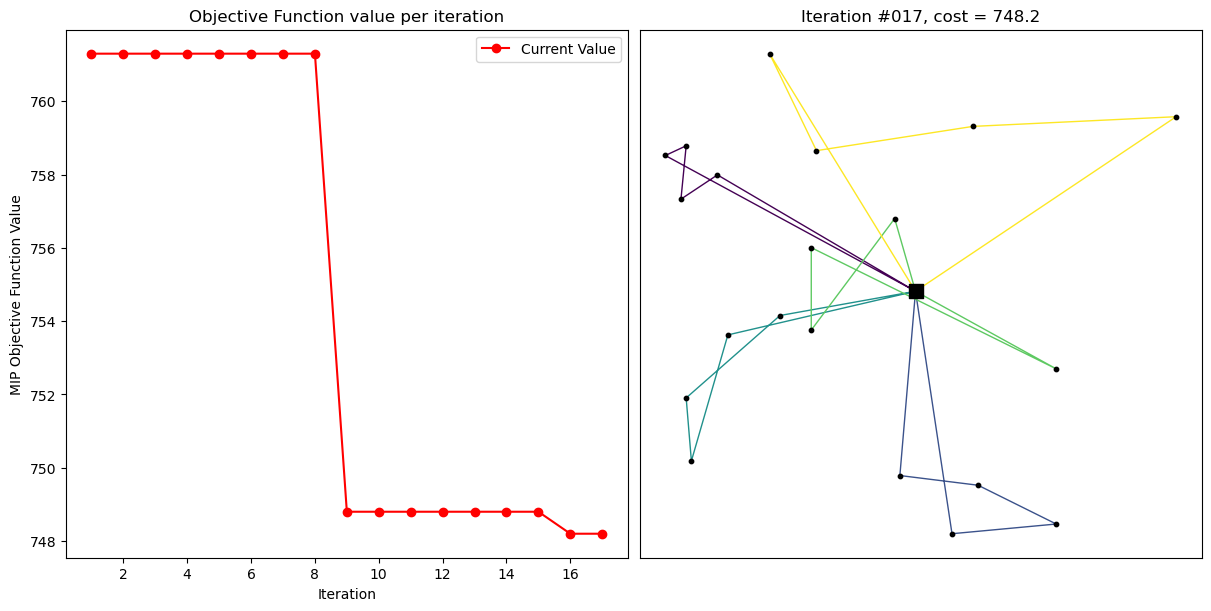 Objective Function value per iteration
Current Value
760
758
756
754
752
750
748
MIP Objective Function Value
2 4 6 8 10 12 14 16
Iteration
Iteration #017, cost = 748.2